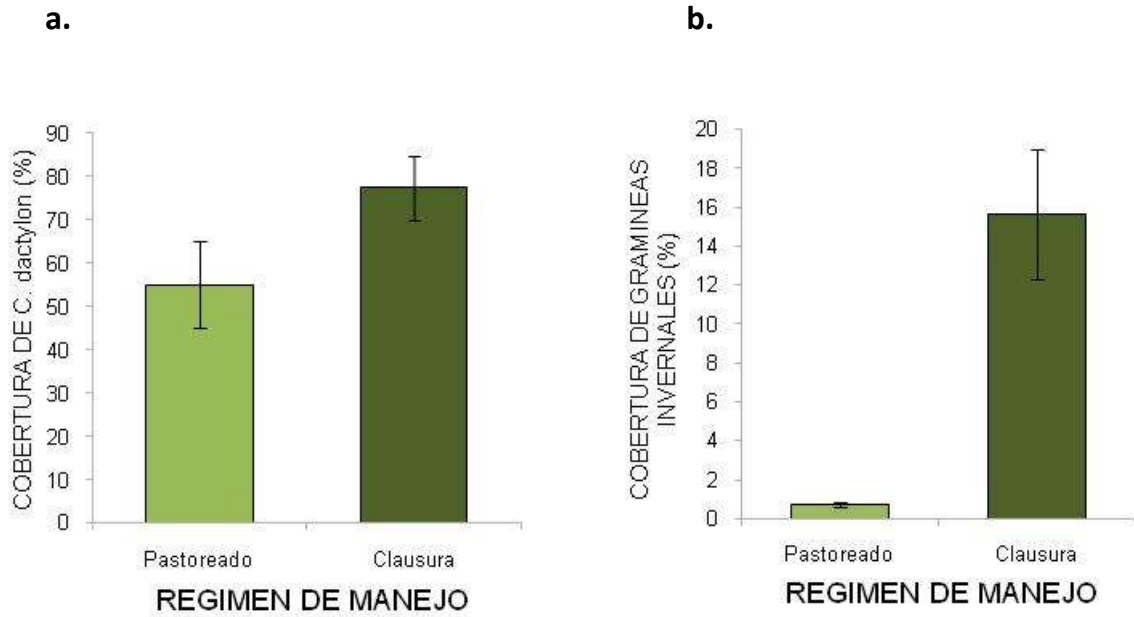 a.
COBERTURA DE C. dactylon (%)
90
80
70
60
50
40
30
20
10
0
Pastoreado
Clausura
REGIMEN DE MANEJO
b.
COBERTURA DE GRAMINEAS
INVERNALES (%)
20
18
16
14
12
10
8
6
4
2
0
Pastoreado
Clausura
REGIMEN DE MANEJO